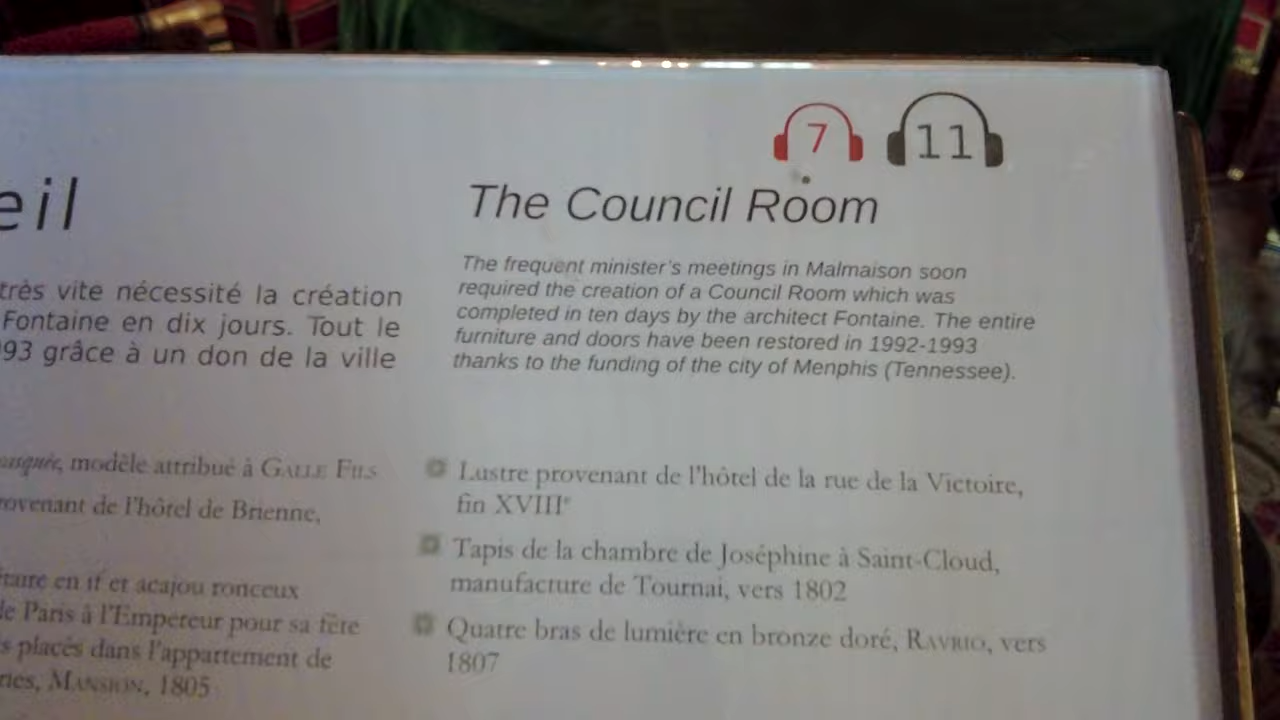 7 11
eil
The Council Room
très vite nécessité la création
Fontaine en dix jours. Tout le
93 grâce à un don de la ville
The frequent minister's meetings in Malmaison soon
required the creation of a Council Room which was
completed in ten days by the architect Fontaine. The entire
furniture and doors have been restored in 1992-1993
thanks to the funding of the city of Menphis (Tennessee).
modèle attribué à GALLE FILS
rovenant de l'hôtel de Brienne,
taire en if et acajou ronceux
de Paris à l'Empereur pour sa fête
s placés dans l'appartement de
ries, MANSION, 1805
Lustre provenant de l'hôtel de la rue de la Victoire,
fin XVIIIe
Tapis de la chambre de Joséphine à Saint-Cloud,
manufacture de Tournai, vers 1802
Quatre bras de lumière en bronze doré, RAVRIO, vers
1807